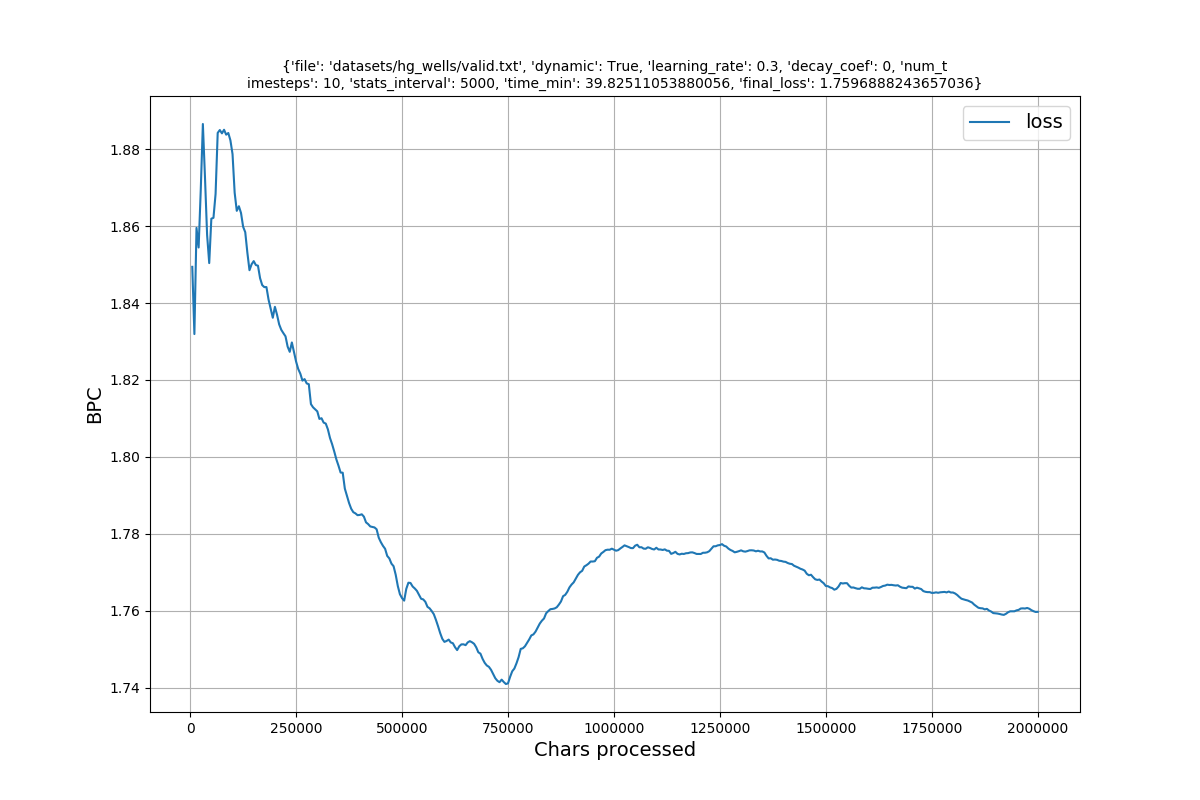 {'file': 'datasets/hg_wells/valid.txt', 'dynamic': True, 'learning_rate': 0.3, 'decay_coef': 0, 'num_t
imesteps': 10, 'stats_interval': 5000, 'time_min': 39.82511053880056, 'final_loss': 1.7596888243657036}
loss
1.88
1.86
1.84
1.82
1.80
1.78
1.76
1.74
BPC
0 250000 500000 750000 1000000 1250000 1500000 1750000 2000000
Chars processed